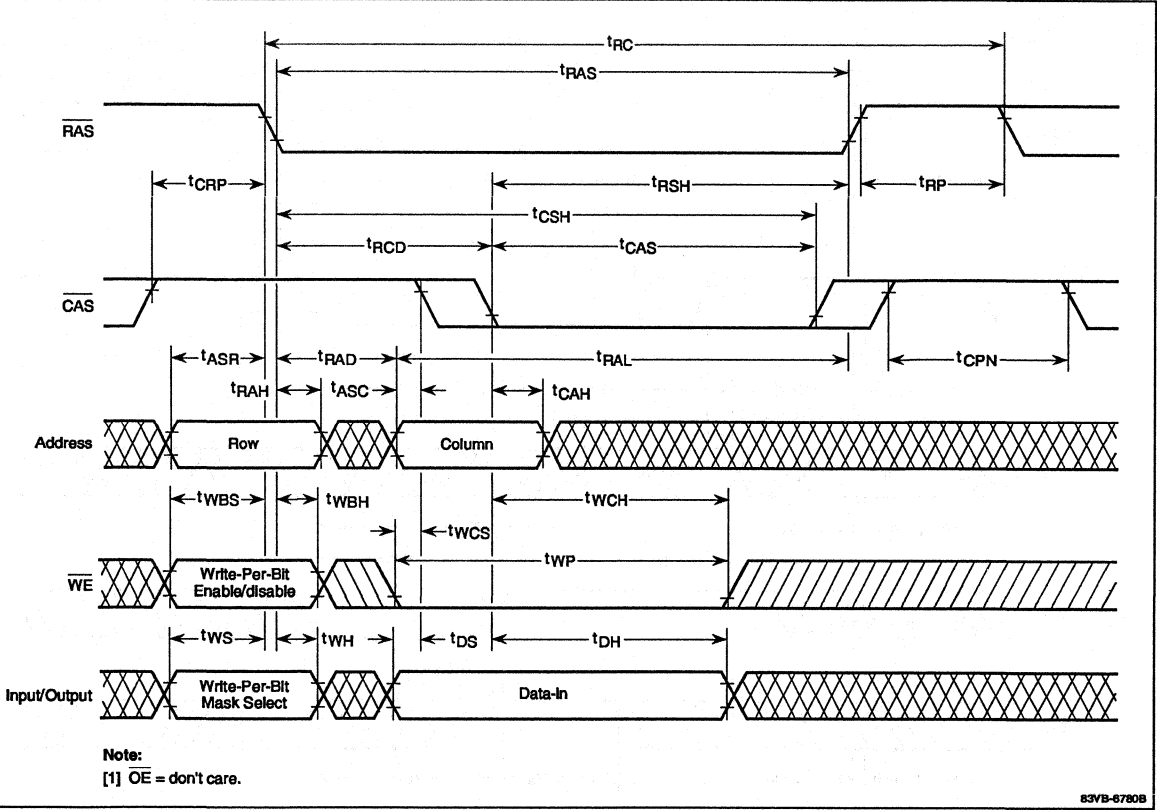 tRC
tRAS
RAS
tCRP
tRSH
tRP
tCSH
tRCD
tCAS
CAS
tASR
tRAD
tRAL
tCPN
tRAH
tASC
tCAH
Address
Row
Column
tWBS
tWBH
tWCH
tWCS
tWP
WE
Write-Per-Bit
Enable/disable
tWS
tWH
tDS
tDH
Input/Output
Write-Per-Bit
Mask Select
Data-In
Note:
[1] OE = don't care.
83VB-6780B